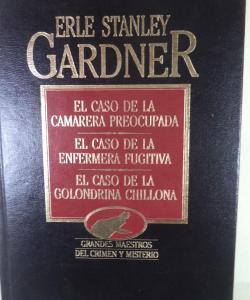 ERLE STANLEY
GARDNER
EL CASO DE LA
CAMARERA PREOCUPADA
EL CASO DE LA
ENFERMERA FUGITIVA
EL CASO DE LA
GOLONDRINA CHILLONA
GRANDES MAESTROS
DEL CRIMEN Y MISTERIO